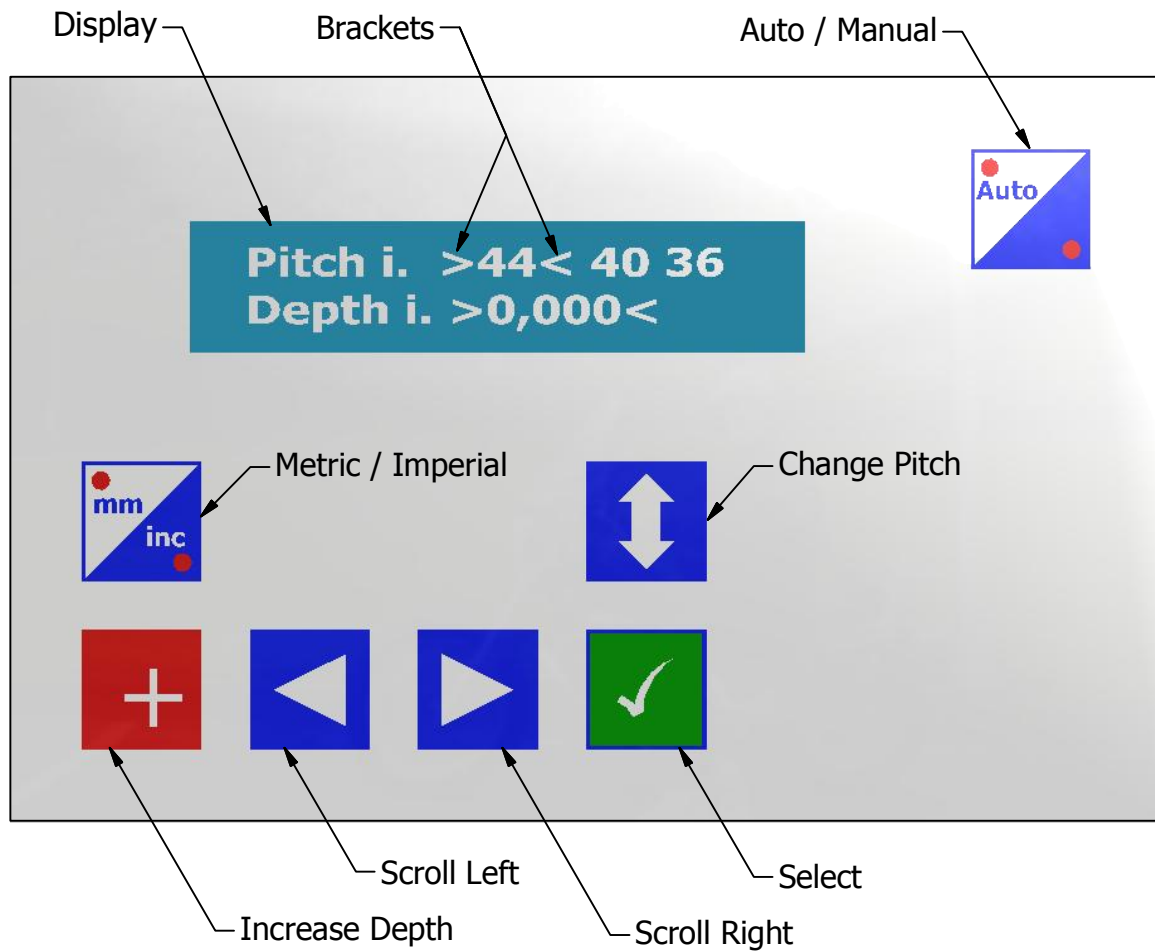 Display
Brackets
Auto / Manual
Auto
Pitch i. >44< 40 36
Depth i. >0,000<
Metric / Imperial
Change Pitch
mm
inc
+
Scroll Left
Select
Increase Depth
Scroll Right